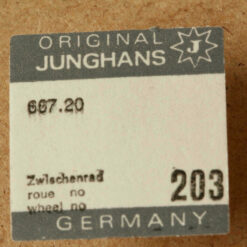 ORIGINAL
JUNGHANS J
667.20
Zwischenrad
roue no
wheel no 203
GERMANY